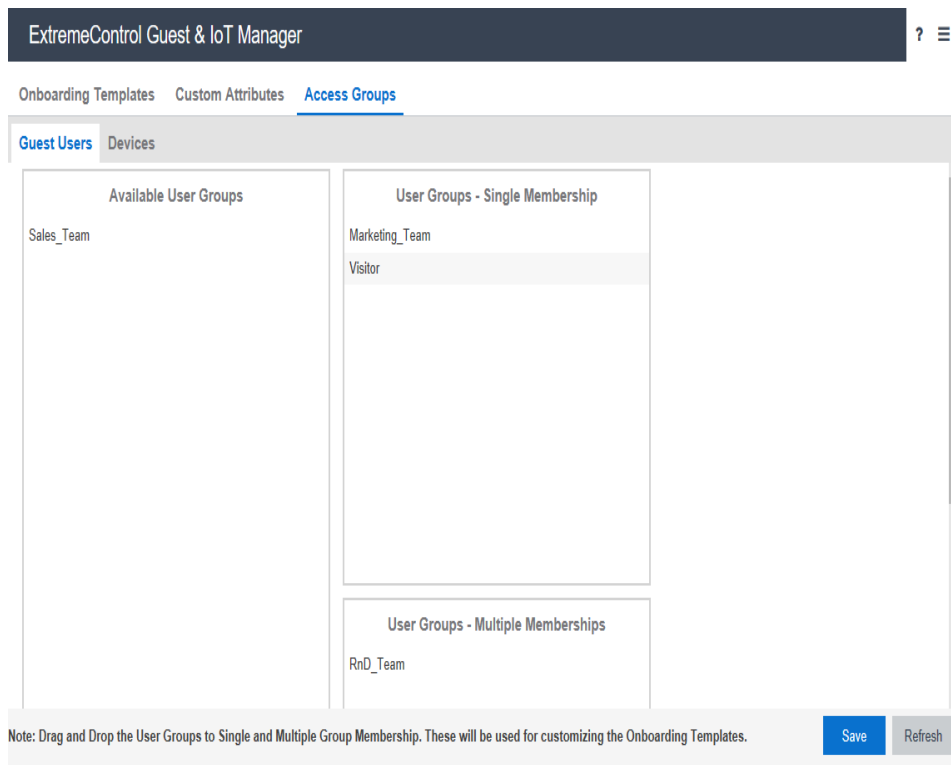 ExtremeControl Guest & IoT Manager
? ☰
Onboarding Templates Custom Attributes Access Groups
Guest Users Devices
Available User Groups
Sales_Team
User Groups - Single Membership
Marketing_Team
Visitor
User Groups - Multiple Memberships
RnD_Team
Note: Drag and Drop the User Groups to Single and Multiple Group Membership. These will be used for customizing the Onboarding Templates.
Save Refresh